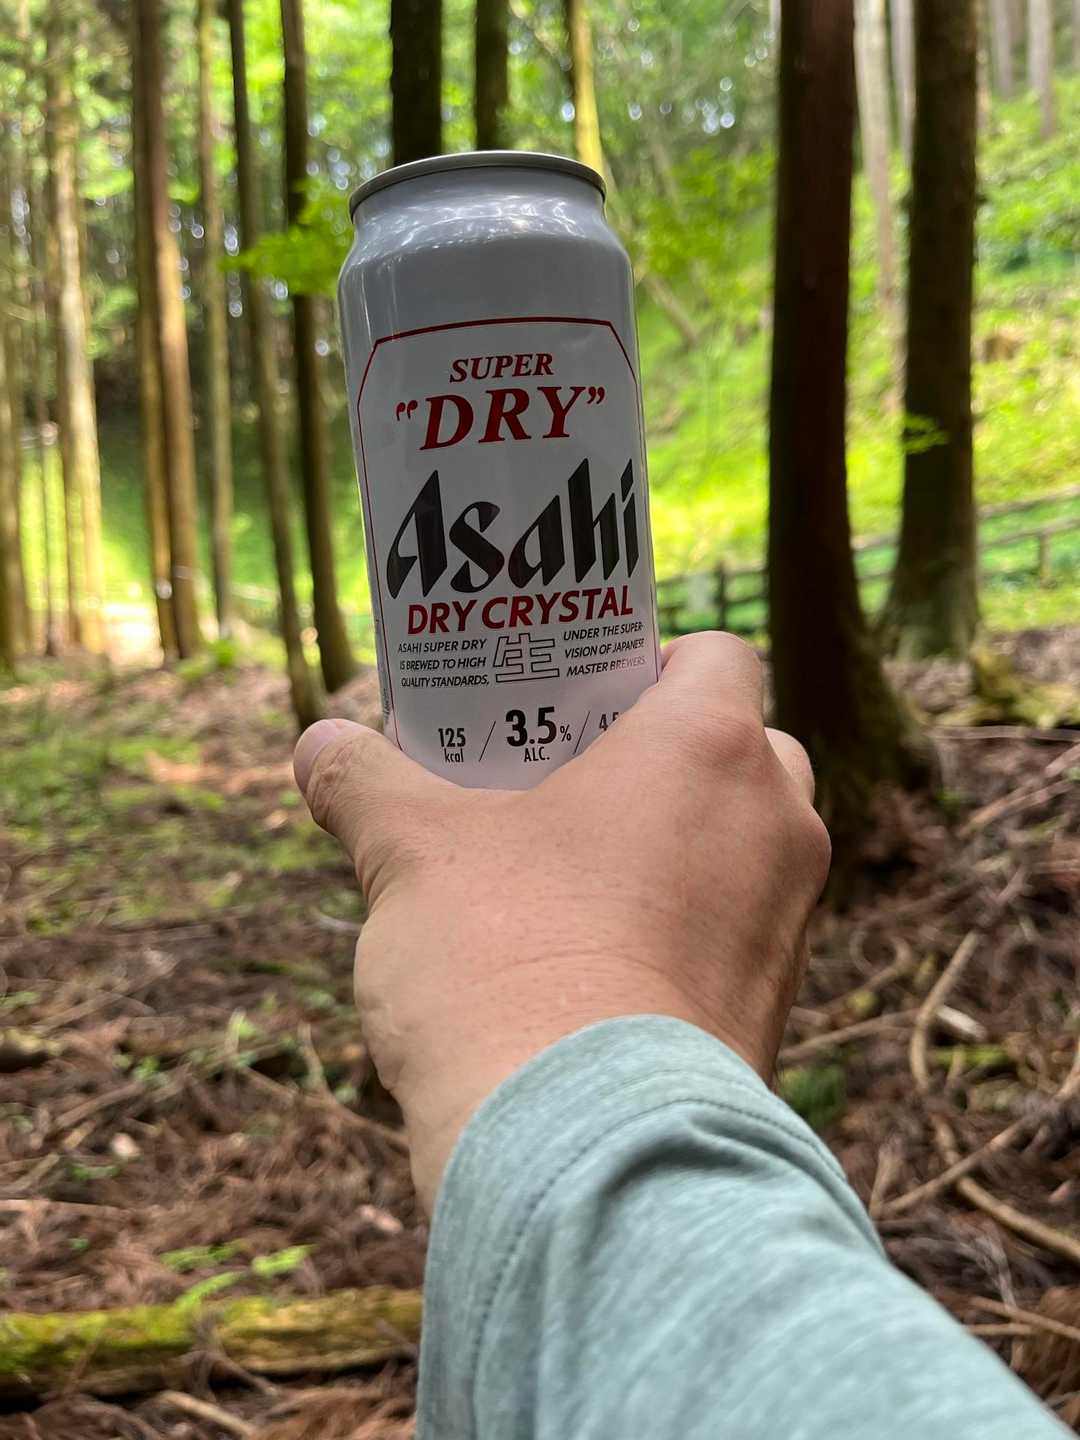 SUPER
"DRY"
Asahi
DRY CRYSTAL
ASAHI SUPER DRY
IS BREWED TO HIGH
QUALITY STANDARDS,
生
UNDER THE SUPER-
VISION OF JAPANESE
MASTER BREWERS.
125 / 3.5% /
kcal ALC.